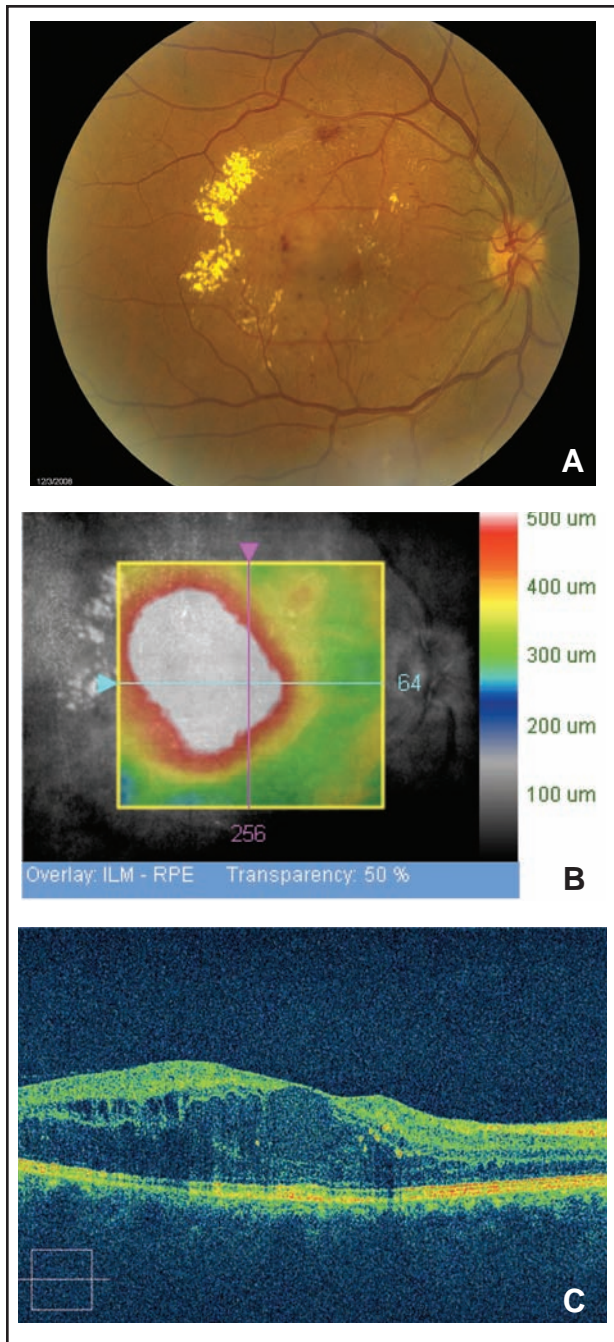 12/3/2008
A
500 um
400 um
300 um
64
200 um
100 um
256
Overlay: ILM - RPE Transparency: 50 %
B
C